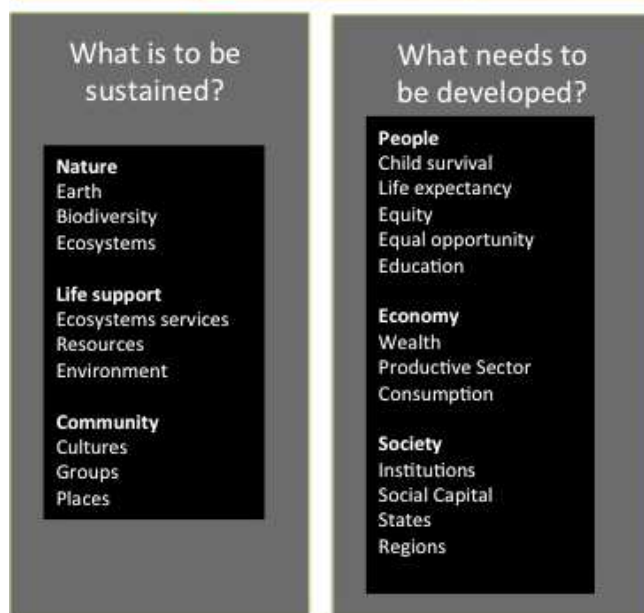 What is to be
sustained?
Nature
Earth
Biodiversity
Ecosystems
Life support
Ecosystems services
Resources
Environment
Community
Cultures
Groups
Places
What needs to
be developed?
People
Child survival
Life expectancy
Equity
Equal opportunity
Education
Economy
Wealth
Productive Sector
Consumption
Society
Institutions
Social Capital
States
Regions